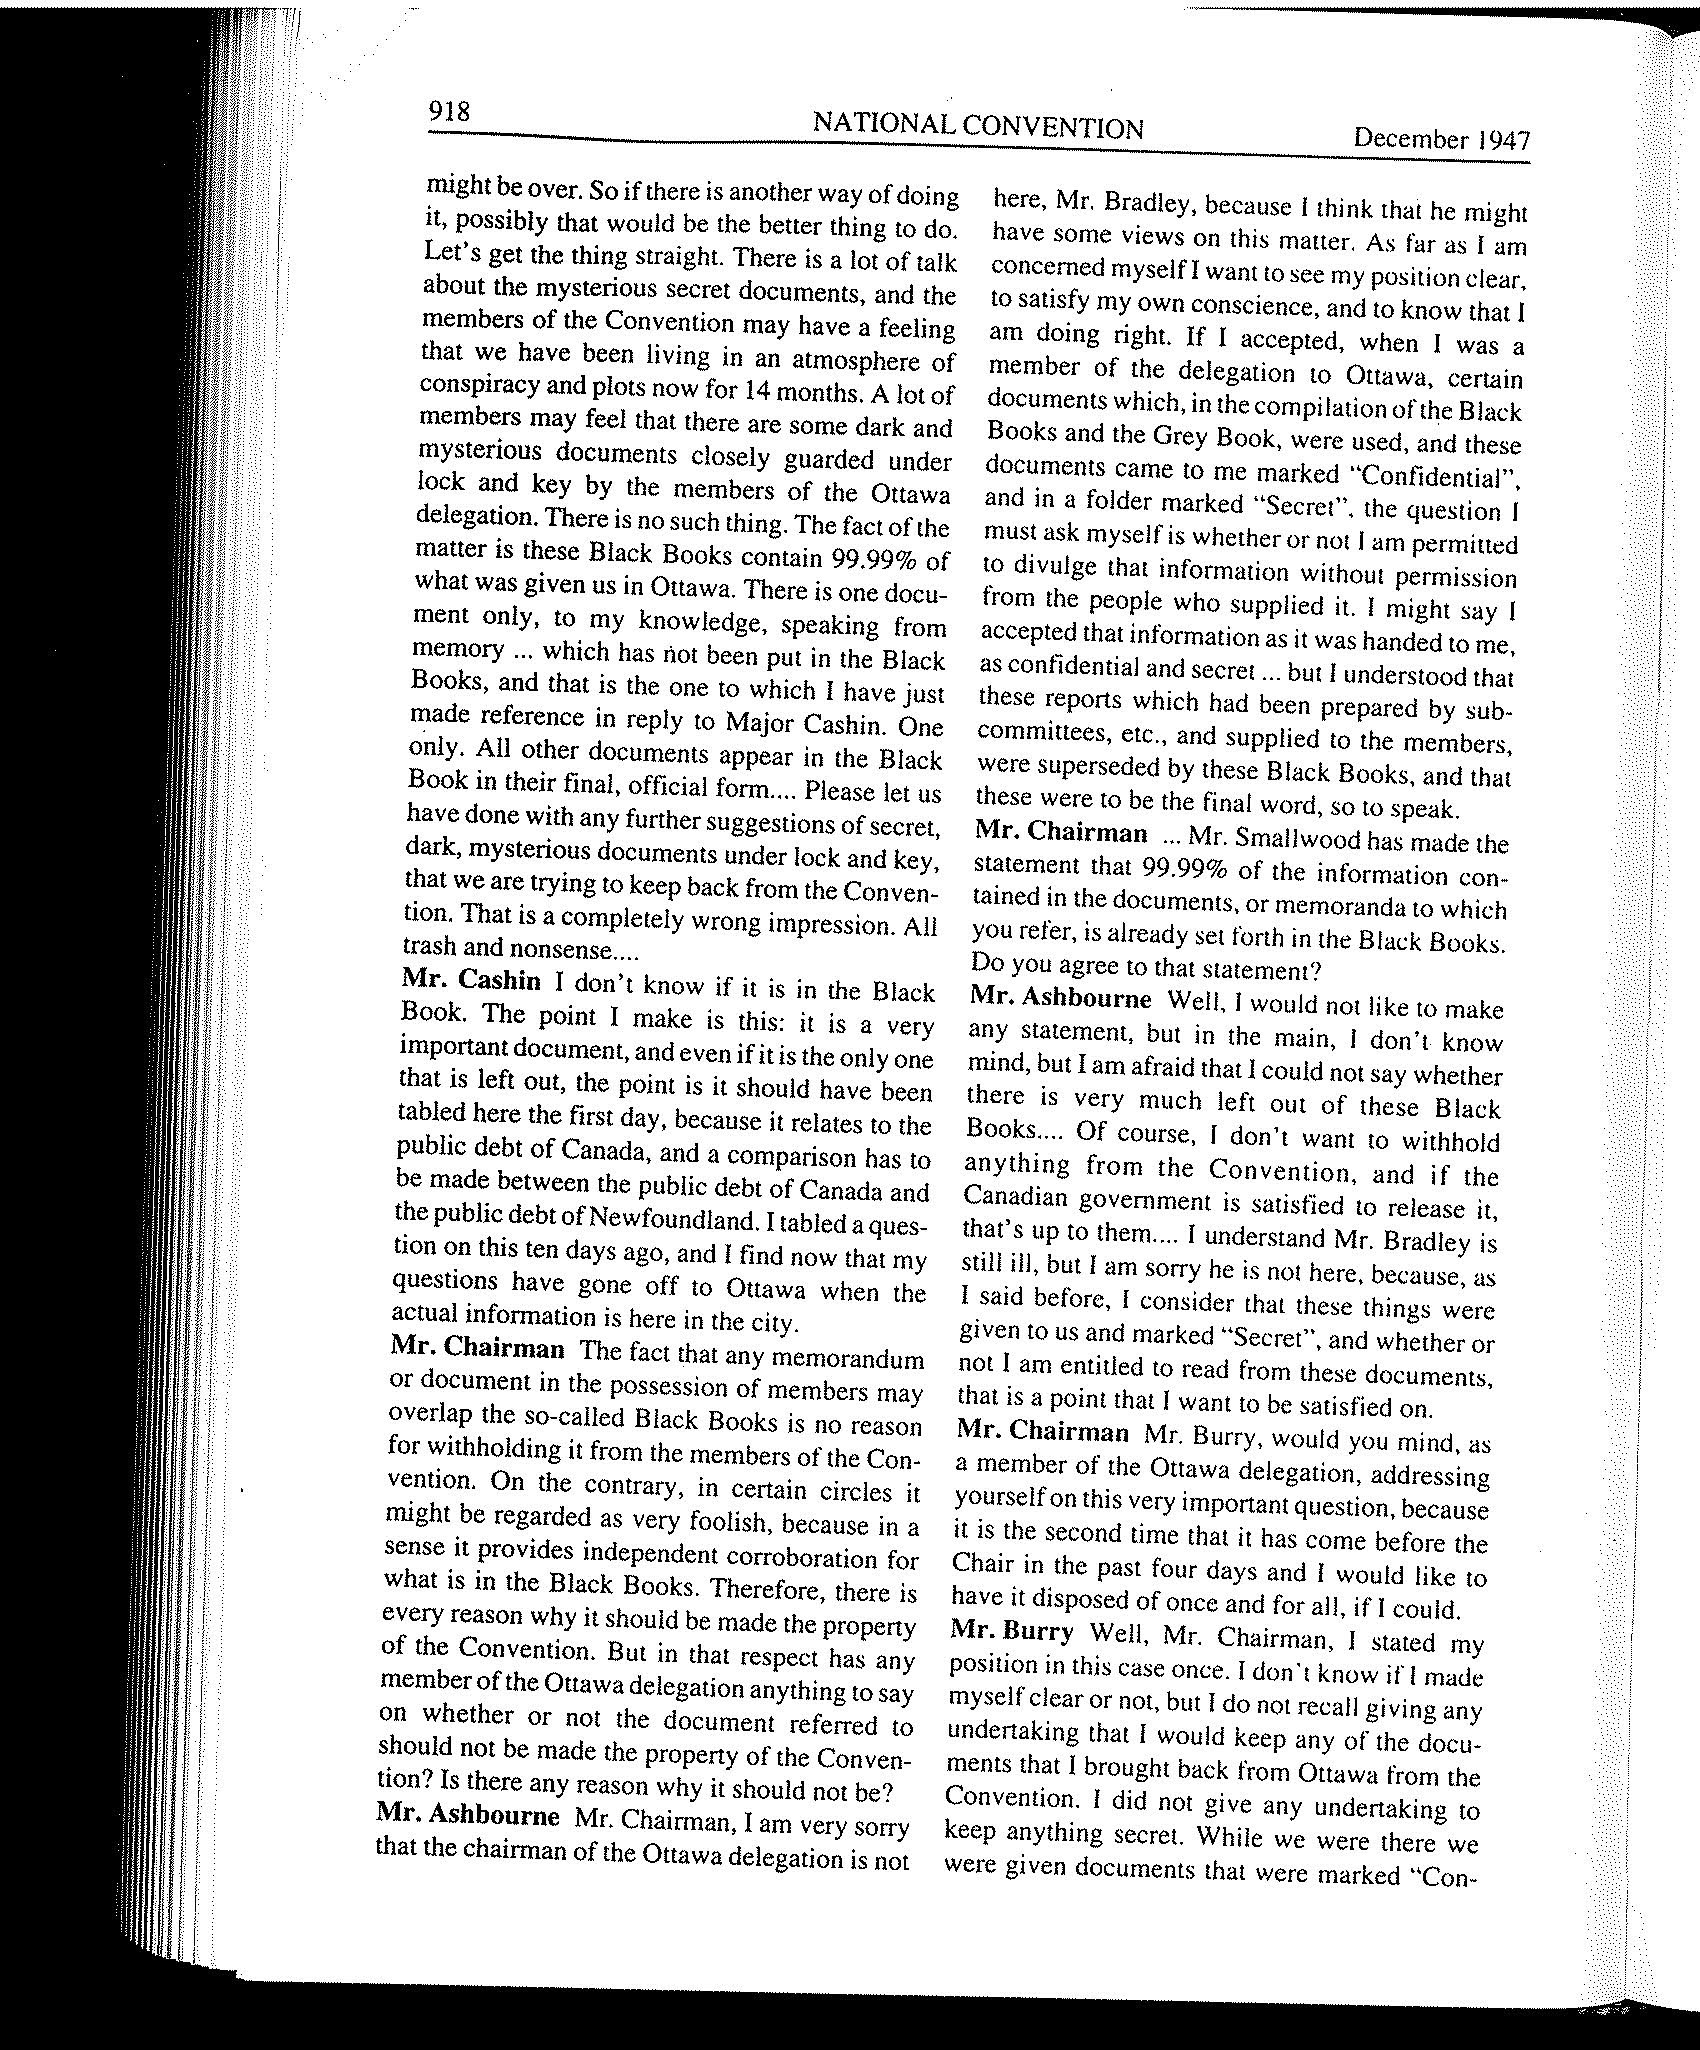 918
NATIONAL CONVENTION
December 1947
might be over. So if there is another way of doing
it, possibly that would be the better thing to do.
Let's get the thing straight. There is a lot of talk
about the mysterious secret documents, and the
members of the Convention may have a feeling
that we have been living in an atmosphere of
conspiracy and plots now for 14 months. A lot of
members may feel that there are some dark and
mysterious documents closely guarded under
lock and key by the members of the Ottawa
delegation. There is no such thing. The fact of the
matter is these Black Books contain 99.99% of
what was given us in Ottawa. There is one docu-
ment only, to my knowledge, speaking from
memory ... which has not been put in the Black
Books, and that is the one to which I have just
made reference in reply to Major Cashin. One
only. All other documents appear in the Black
Book in their final, official form.... Please let us
have done with any further suggestions of secret,
dark, mysterious documents under lock and key,
that we are trying to keep back from the Conven-
tion. That is a completely wrong impression. All
trash and nonsense....
Mr. Cashin I don't know if it is in the Black
Book. The point I make is this: it is a very
important document, and even if it is the only one
that is left out, the point is it should have been
tabled here the first day, because it relates to the
public debt of Canada, and a comparison has to
be made between the public debt of Canada and
the public debt of Newfoundland. I tabled a ques-
tion on this ten days ago, and I find now that my
questions have gone off to Ottawa when the
actual information is here in the city.
Mr. Chairman The fact that any memorandum
or document in the possession of members may
overlap the so-called Black Books is no reason
for withholding it from the members of the Con-
vention. On the contrary, in certain circles it
might be regarded as very foolish, because in a
sense it provides independent corroboration for
what is in the Black Books. Therefore, there is
every reason why it should be made the property
of the Convention. But in that respect has any
member of the Ottawa delegation anything to say
on whether or not the document referred to
should not be made the property of the Conven-
tion? Is there any reason why it should not be?
Mr. Ashbourne Mr. Chairman, I am very sorry
that the chairman of the Ottawa delegation is not
here, Mr. Bradley, because I think that he might
have some views on this matter. As far as I am
concerned myself I want to see my position clear,
to satisfy my own conscience, and to know that I
am doing right. If I accepted, when I was a
member of the delegation to Ottawa, certain
documents which, in the compilation of the Black
Books and the Grey Book, were used, and these
documents came to me marked "Confidential",
and in a folder marked "Secret", the question I
must ask myself is whether or not I am permitted
to divulge that information without permission
from the people who supplied it. I might say I
accepted that information as it was handed to me,
as confidential and secret ... but I understood that
these reports which had been prepared by sub-
committees, etc., and supplied to the members,
were superseded by these Black Books, and that
these were to be the final word, so to speak.
Mr. Chairman ... Mr. Smallwood has made the
statement that 99.99% of the information con-
tained in the documents, or memoranda to which
you refer, is already set forth in the Black Books.
Do you agree to that statement?
Mr. Ashbourne Well, I would not like to make
any statement, but in the main, I don't know
mind, but I am afraid that I could not say whether
there is very much left out of these Black
Books.... Of course, I don't want to withhold
anything from the Convention, and if the
Canadian government is satisfied to release it,
that's up to them.... I understand Mr. Bradley is
still ill, but I am sorry he is not here, because, as
I said before, I consider that these things were
given to us and marked "Secret", and whether or
not I am entitled to read from these documents,
that is a point that I want to be satisfied on.
Mr. Chairman Mr. Burry, would you mind, as
a member of the Ottawa delegation, addressing
yourself on this very important question, because
it is the second time that it has come before the
Chair in the past four days and I would like to
have it disposed of once and for all, if I could.
Mr. Burry Well, Mr. Chairman, I stated my
position in this case once. I don't know if I made
myself clear or not, but I do not recall giving any
undertaking that I would keep any of the docu-
ments that I brought back from Ottawa from the
Convention. I did not give any undertaking to
keep anything secret. While we were there we
were given documents that were marked "Con-